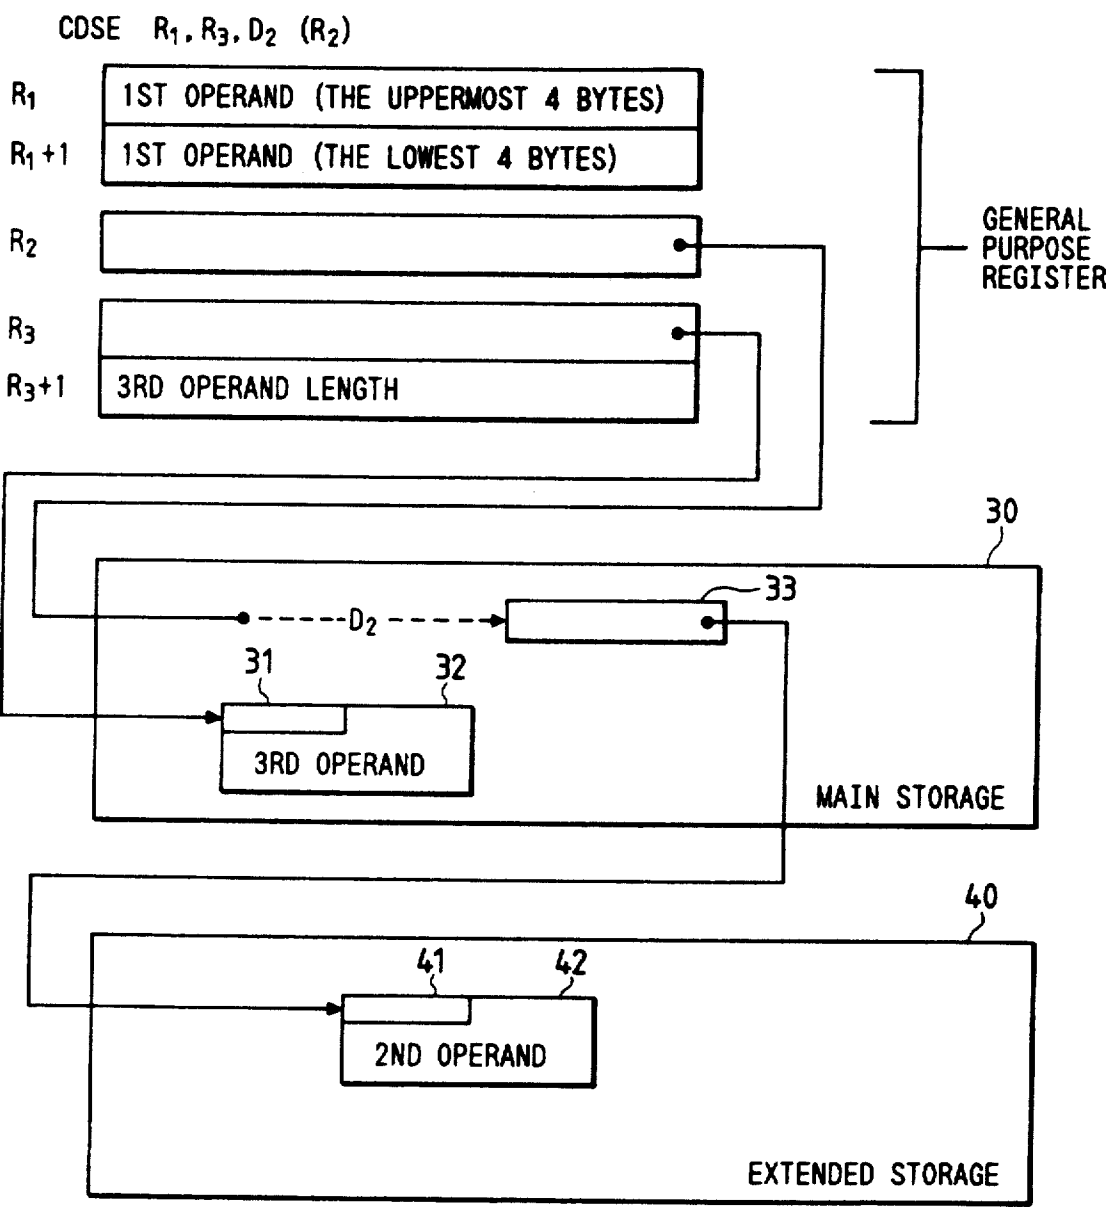 CDSE R1, R3, D2 (R2)
R1
1ST OPERAND (THE UPPERMOST 4 BYTES)
R1+1
1ST OPERAND (THE LOWEST 4 BYTES)
R2
GENERAL
PURPOSE
REGISTER
R3
R3+1
3RD OPERAND LENGTH
30
33
D2
31
32
3RD OPERAND
MAIN STORAGE
40
41
42
2ND OPERAND
EXTENDED STORAGE